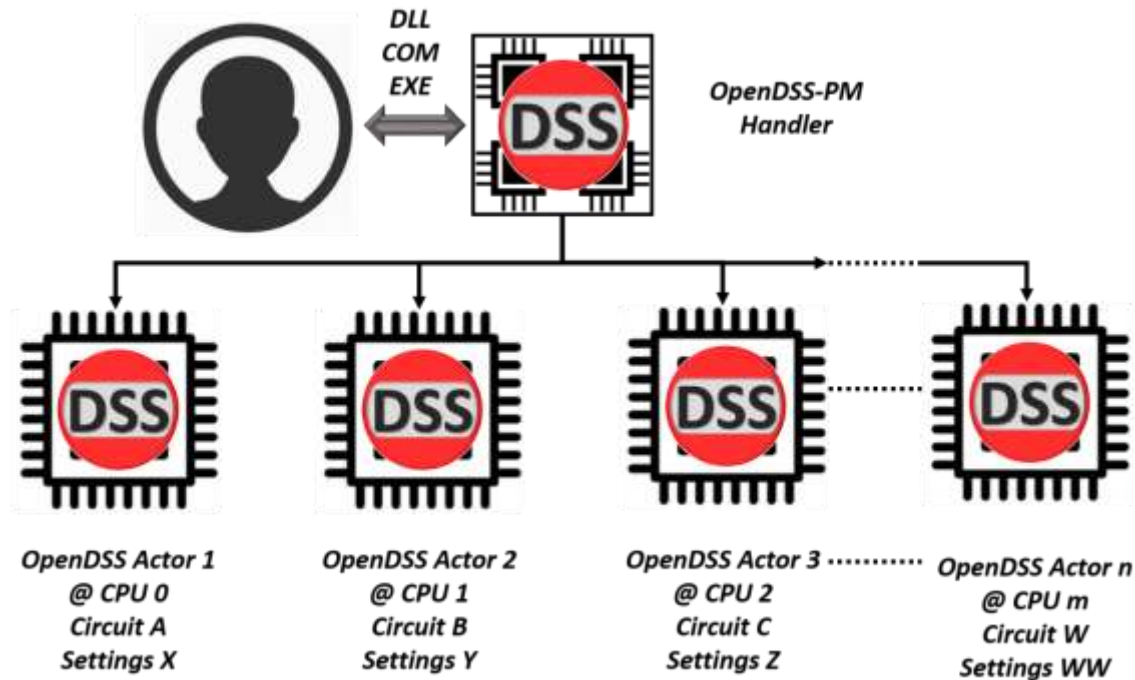 DLL
COM
EXE
DSS
OpenDSS-PM
Handler
DSS
DSS
DSS
DSS
OpenDSS Actor 1
@ CPU 0
Circuit A
Settings X
OpenDSS Actor 2
@ CPU 1
Circuit B
Settings Y
OpenDSS Actor 3
@ CPU 2
Circuit C
Settings Z
OpenDSS Actor n
@ CPU m
Circuit W
Settings WW